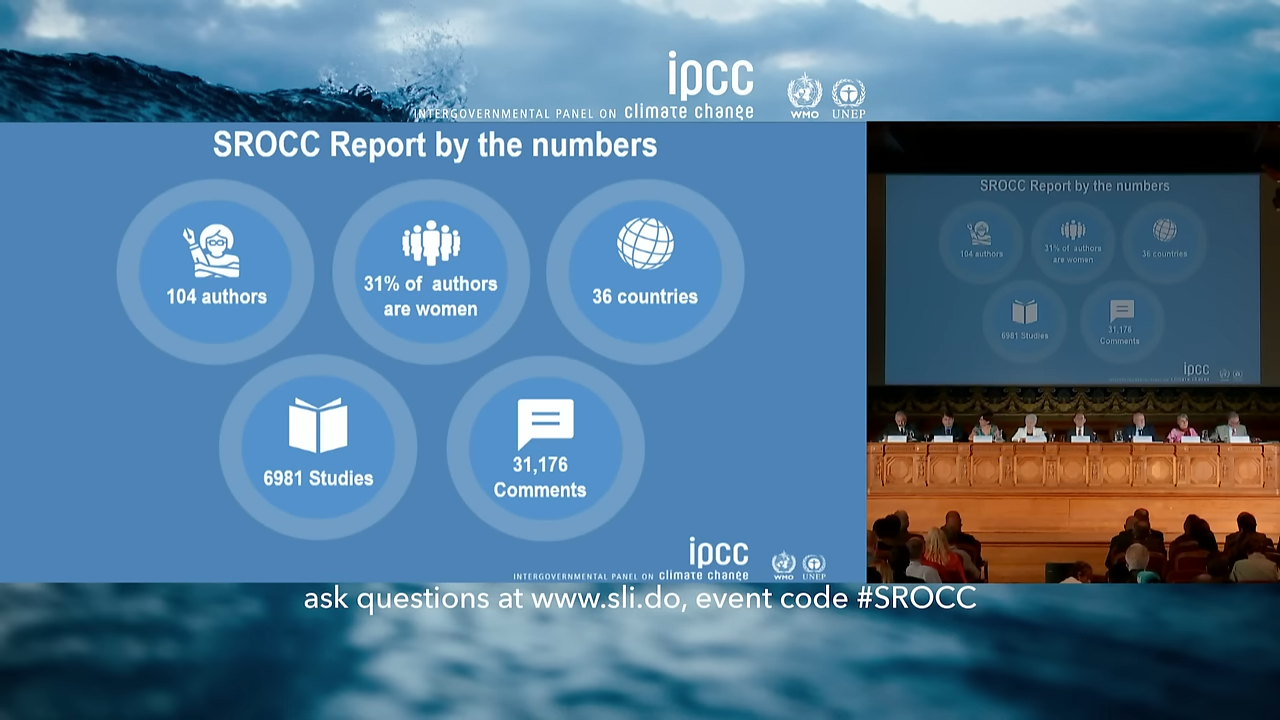 ipcc
INTERGOVERNMENTAL PANEL ON climate change
WMO
UNEP
SROCC Report by the numbers
104 authors
31% of authors
are women
36 countries
6981 Studies
31,176
Comments
ipcc
INTERGOVERNMENTAL PANEL ON climate change
WMO
UNEP
SROCC Report by the numbers
104 authors
31% of authors
are women
36 countries
6981 Studies
31,176
Comments
ipcc
ask questions at www.sli.do, event code #SROCC